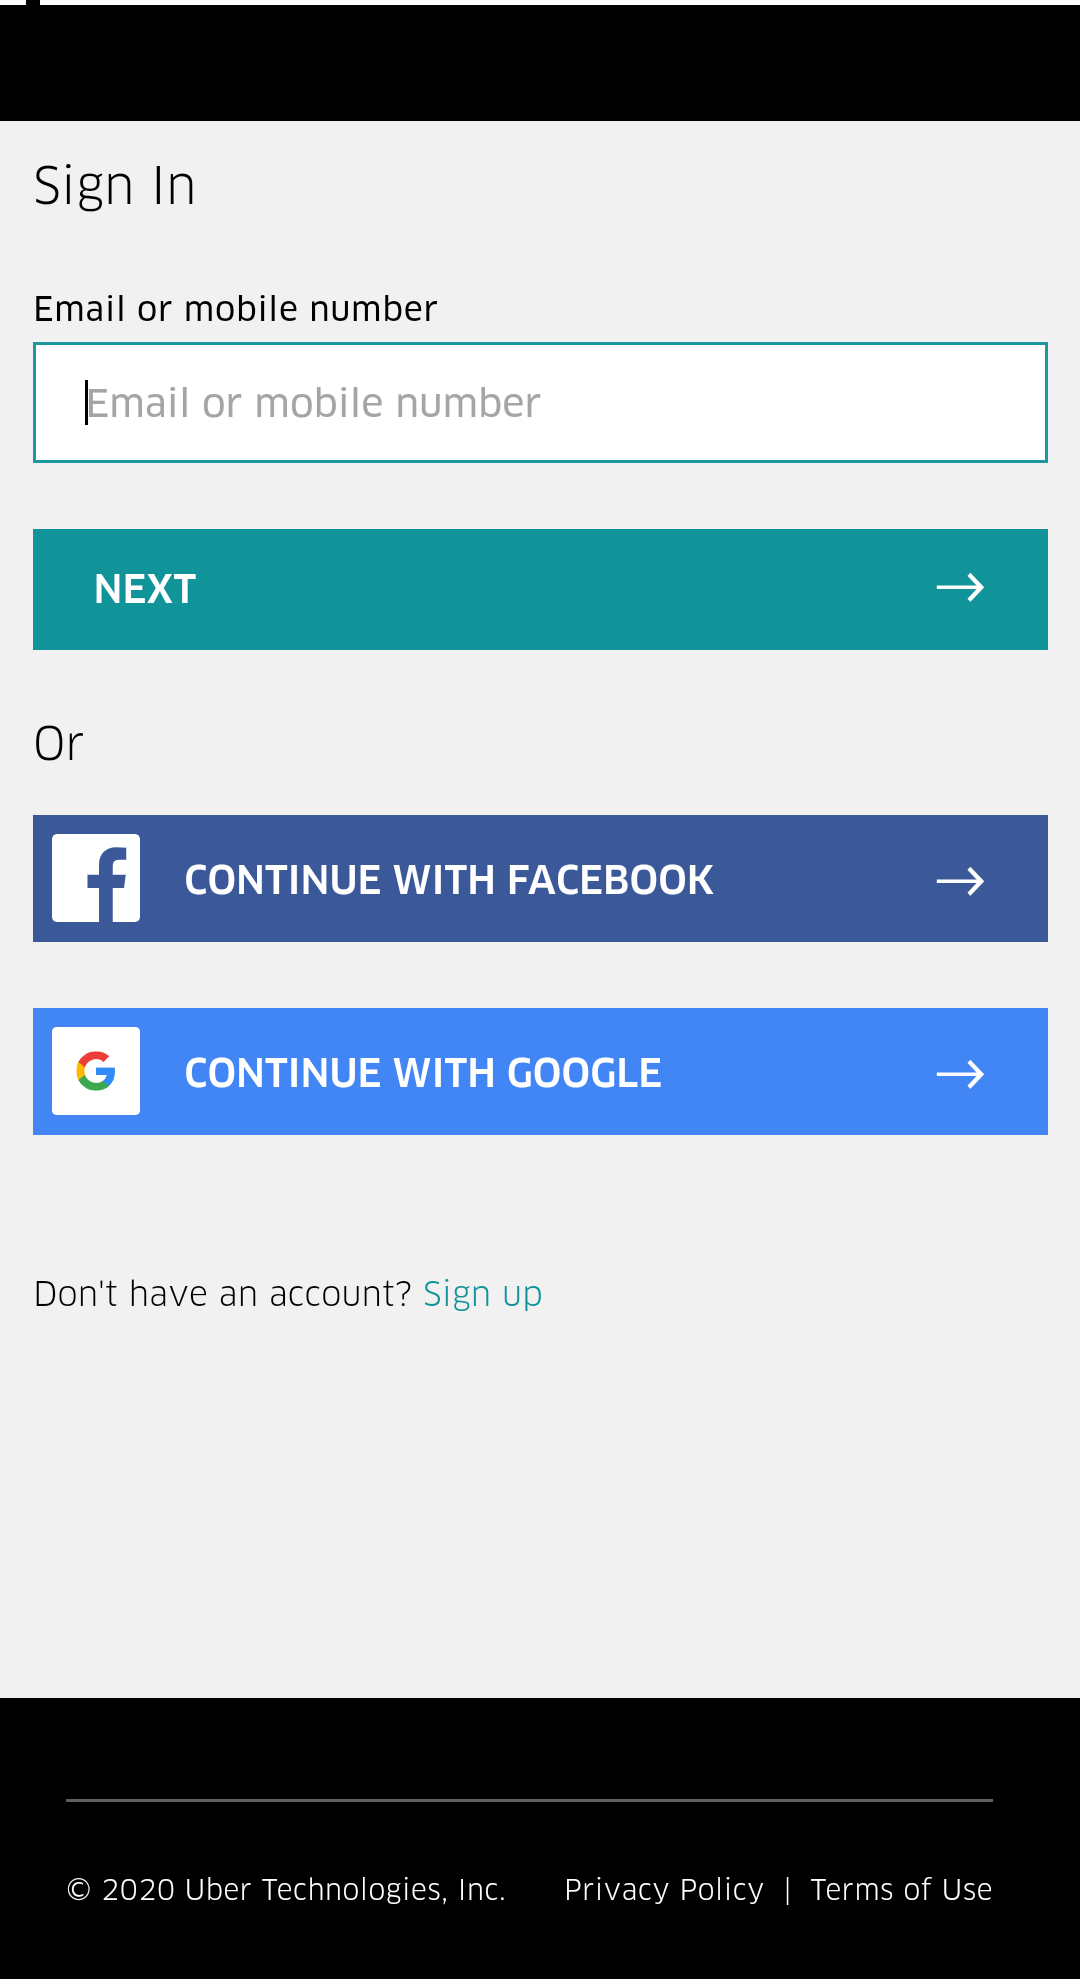 Sign In
Email or mobile number
Email or mobile number
NEXT
Or
CONTINUE WITH FACEBOOK
CONTINUE WITH GOOGLE
Don't have an account? Sign up
© 2020 Uber Technologies, Inc. Privacy Policy | Terms of Use